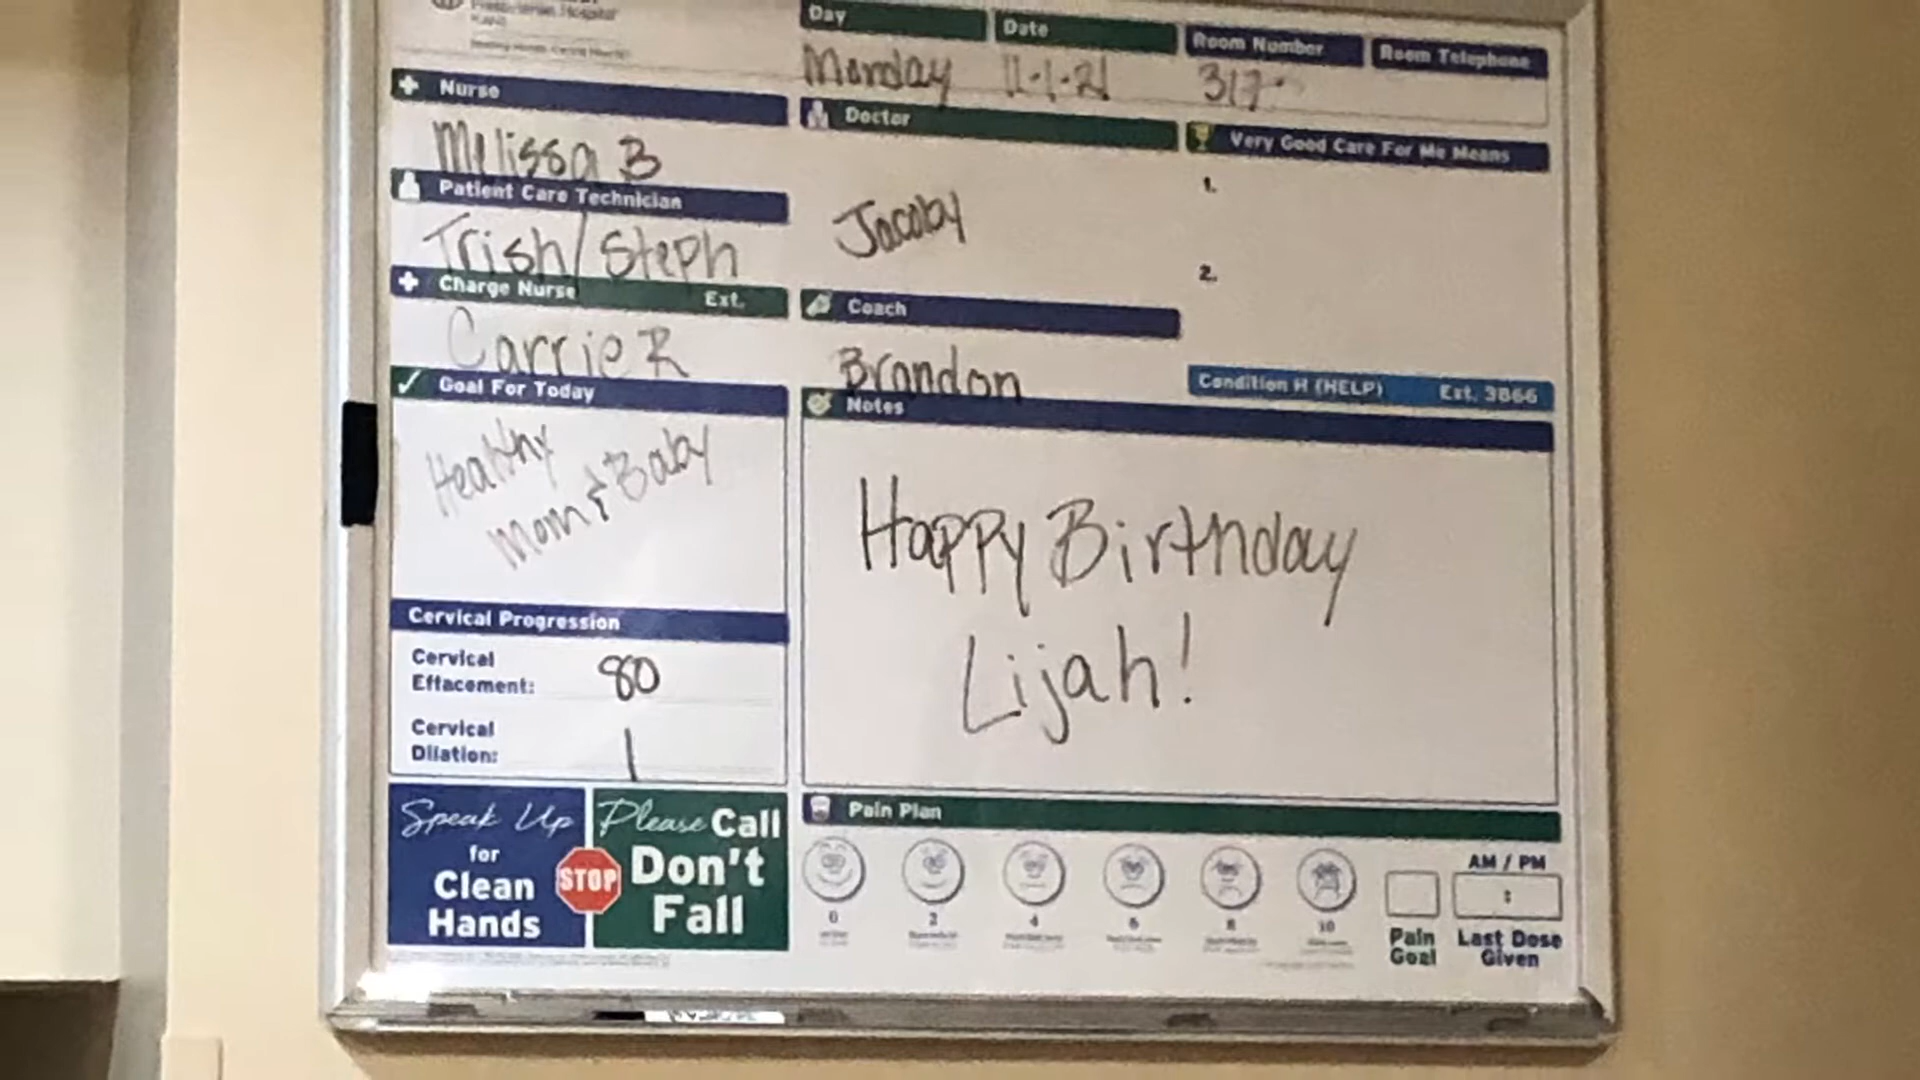 Presbyterian Hospital
Day
Date
Room Number
Room Telephone
Monday
11-1-21
317
Nurse
Melissa B
Patient Care Technician
Trish/Steph
Charge Nurse Ext.
Carrie R
Doctor
Jacoby
Coach
Brandon
Very Good Care For Me Means
1.
2.
Condition H (HELP) Ext. 3866
Goal For Today
Healthy
Mom & Baby
Notes
Happy Birthday
Lijah!
Cervical Progression
Cervical
Effacement: 80
Cervical
Dilation: 1
Speak Up
for
Clean
Hands
STOP
Please Call
Don't
Fall
Pain Plan
0 2 4 6 8 10
Pain
Goal
AM / PM
:
Last Dose
Given